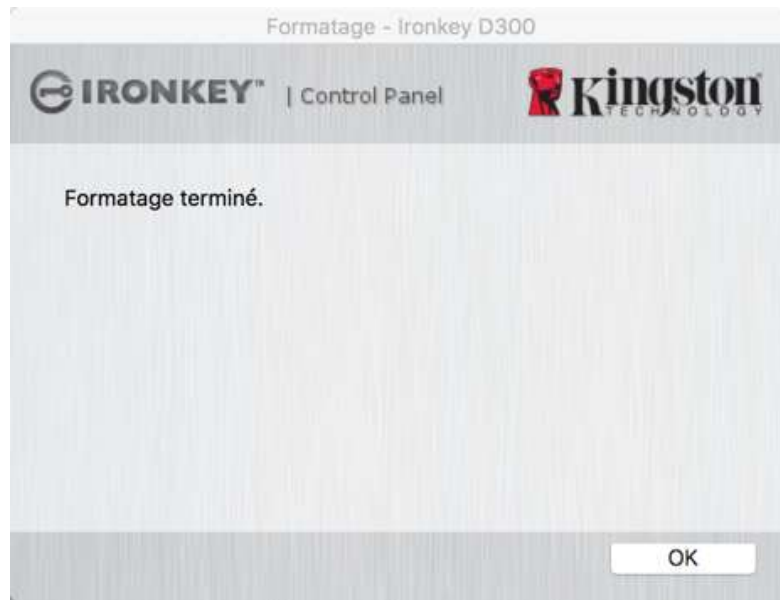 Formatage - Ironkey D300
IRONKEY™ | Control Panel
Kingston
TECHNOLOGY
Formatage terminé.
OK